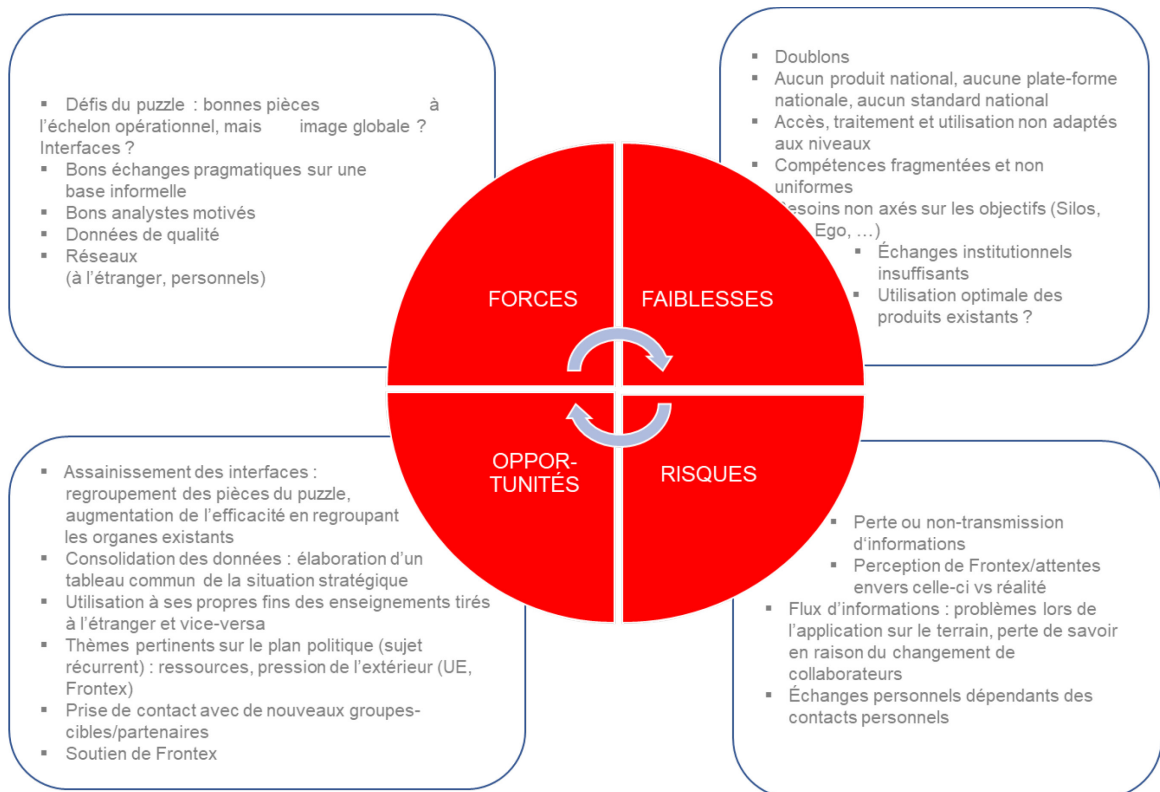 ▪ Défis du puzzle : bonnes pièces à
l'échelon opérationnel, mais image globale ?
Interfaces ?
▪ Bons échanges pragmatiques sur une
base informelle
▪ Bons analystes motivés
▪ Données de qualité
▪ Réseaux
(à l'étranger, personnels)
▪ Doublons
▪ Aucun produit national, aucune plate-forme
nationale, aucun standard national
▪ Accès, traitement et utilisation non adaptés
aux niveaux
▪ Compétences fragmentées et non
uniformes
Besoins non axés sur les objectifs (Silos,
Ego, …)
▪ Échanges institutionnels
insuffisants
▪ Utilisation optimale des
produits existants ?
FORCES
FAIBLESSES
OPPOR-
TUNITÉS
RISQUES
▪ Assainissement des interfaces :
regroupement des pièces du puzzle,
augmentation de l'efficacité en regroupant
les organes existants
▪ Consolidation des données : élaboration d'un
tableau commun de la situation stratégique
▪ Utilisation à ses propres fins des enseignements tirés
à l'étranger et vice-versa
▪ Thèmes pertinents sur le plan politique (sujet
récurrent) : ressources, pression de l'extérieur (UE,
Frontex)
▪ Prise de contact avec de nouveaux groupes-
cibles/partenaires
▪ Soutien de Frontex
▪ Perte ou non-transmission
d'informations
▪ Perception de Frontex/attentes
envers celle-ci vs réalité
▪ Flux d'informations : problèmes lors de
l'application sur le terrain, perte de savoir
en raison du changement de
collaborateurs
▪ Échanges personnels dépendants des
contacts personnels